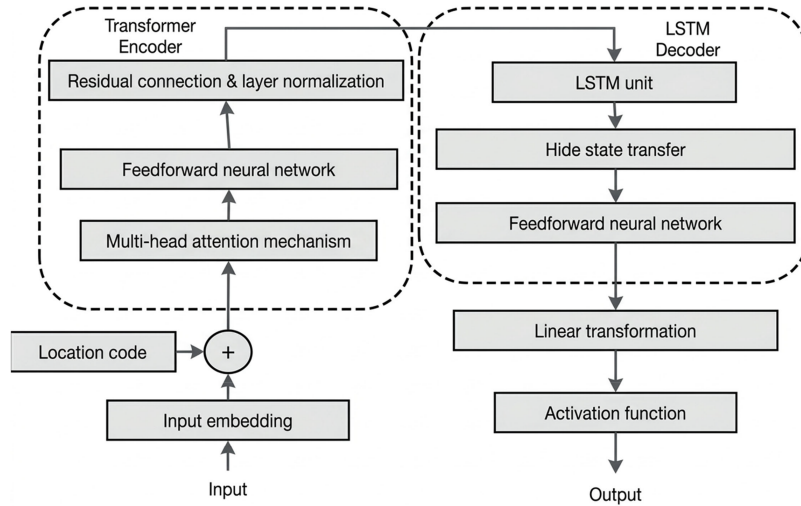 Transformer
Encoder
Residual connection & layer normalization
Feedforward neural network
Multi-head attention mechanism
Location code
+
Input embedding
Input
LSTM
Decoder
LSTM unit
Hide state transfer
Feedforward neural network
Linear transformation
Activation function
Output